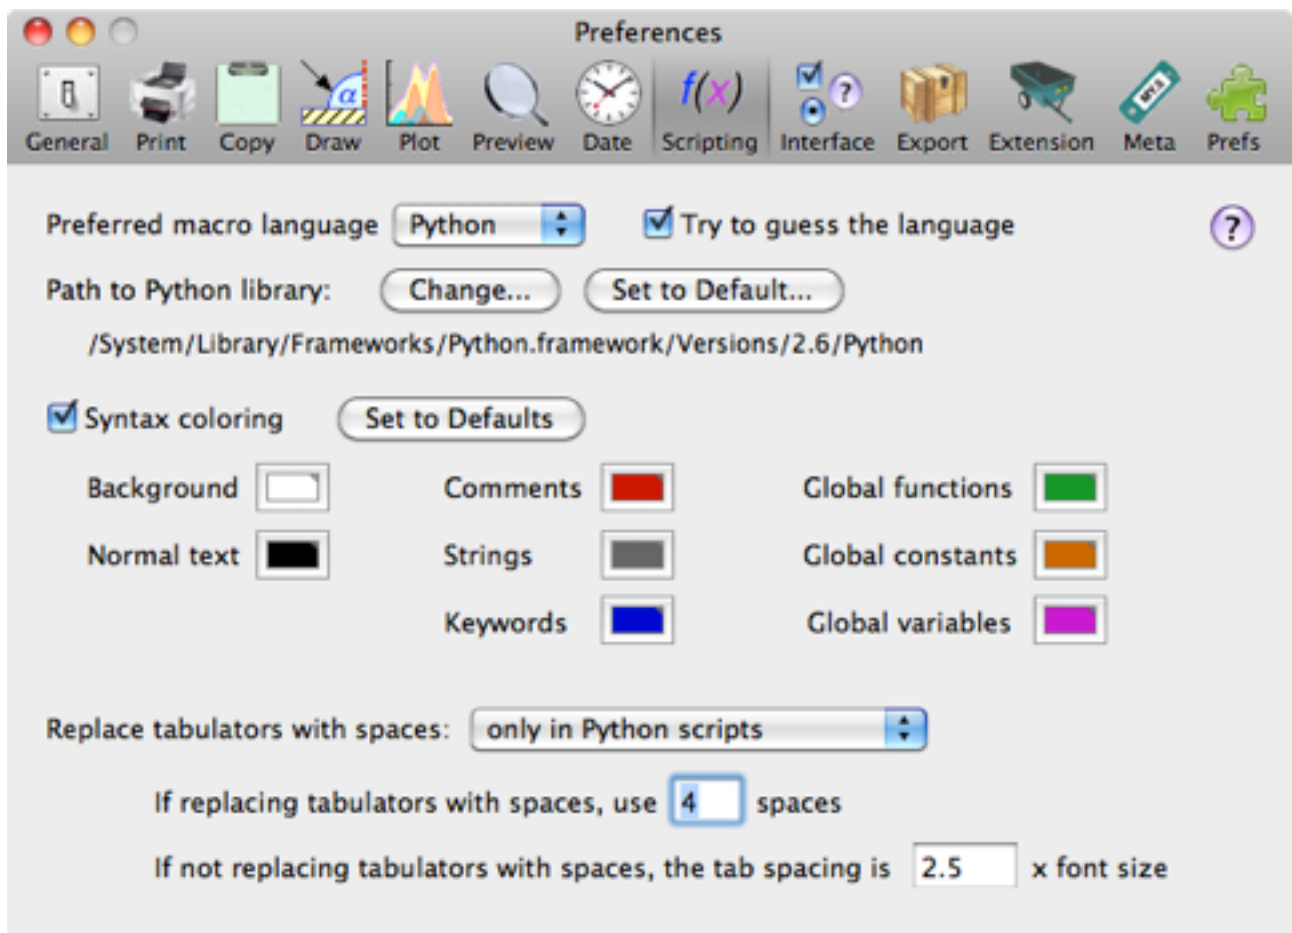 Preferences
General Print Copy Draw Plot Preview Date Scripting Interface Export Extension Meta Prefs
Preferred macro language Python Try to guess the language ?
Path to Python library: Change... Set to Default...
/System/Library/Frameworks/Python.framework/Versions/2.6/Python
Syntax coloring Set to Defaults
Background Comments Global functions
Normal text Strings Global constants
Keywords Global variables
Replace tabulators with spaces: only in Python scripts
If replacing tabulators with spaces, use 4 spaces
If not replacing tabulators with spaces, the tab spacing is 2.5 x font size